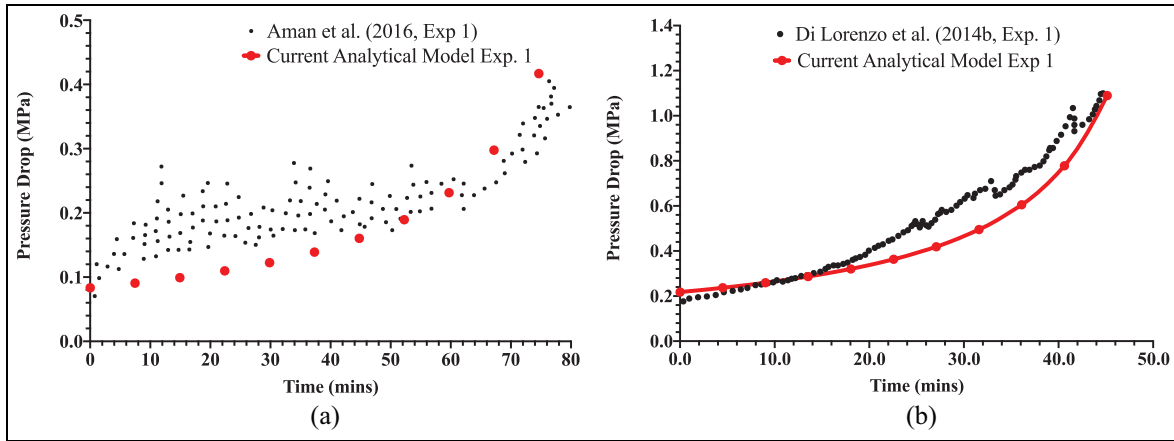 Aman et al. (2016, Exp 1)
Current Analytical Model Exp. 1
Pressure Drop (MPa)
0.5
0.4
0.3
0.2
0.1
0.0
0 10 20 30 40 50 60 70 80
Time (mins)
(a)
Di Lorenzo et al. (2014b, Exp. 1)
Current Analytical Model Exp 1
Pressure Drop (MPa)
1.4
1.2
1.0
0.8
0.6
0.4
0.2
0.0
0.0 10.0 20.0 30.0 40.0 50.0
Time (mins)
(b)